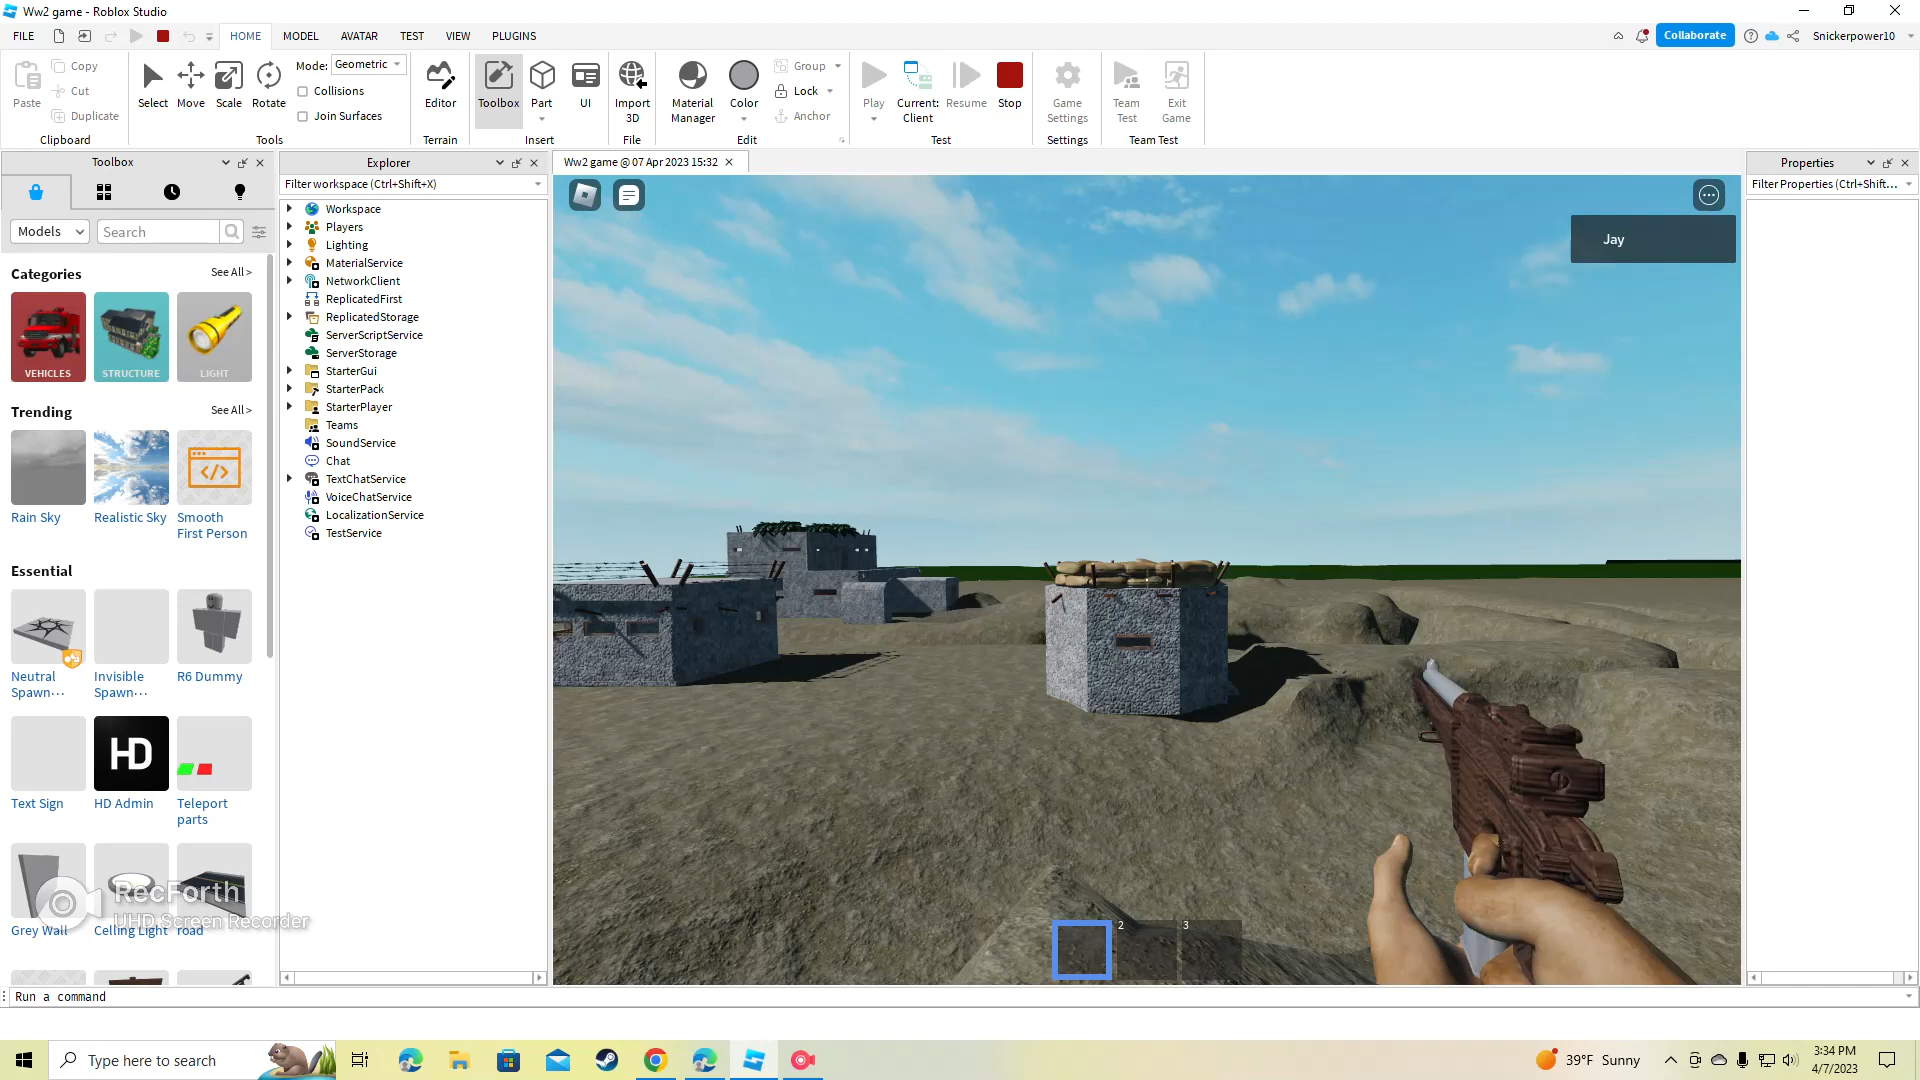 Ww2 game - Roblox Studio
FILE HOME MODEL AVATAR TEST VIEW PLUGINS Collaborate Snickerpower10
Paste Copy Cut Duplicate
Select Move Scale Rotate
Mode: Geometric
Collisions
Join Surfaces
Editor Toolbox Part UI Import 3D Material Manager Color Group Lock Anchor
Play Current: Client Resume Stop Game Settings Team Test Exit Game
Clipboard Tools Terrain Insert File Edit Test Settings Team Test
Toolbox
Models Search
Categories See All >
VEHICLES STRUCTURE LIGHT
Trending See All >
Rain Sky Realistic Sky Smooth First Person
Essential
Neutral Spawn... Invisible Spawn... R6 Dummy
HD
Text Sign HD Admin Teleport parts
Grey Wall Celling Light road
RecForth
UHD Screen Recorder
Explorer
Filter workspace (Ctrl+Shift+X)
Workspace
Players
Lighting
MaterialService
NetworkClient
ReplicatedFirst
ReplicatedStorage
ServerScriptService
ServerStorage
StarterGui
StarterPack
StarterPlayer
Teams
SoundService
Chat
TextChatService
VoiceChatService
LocalizationService
TestService
Ww2 game @ 07 Apr 2023 15:32
Jay
2 3
Properties
Filter Properties (Ctrl+Shift...
Run a command
Type here to search
39°F Sunny
3:34 PM
4/7/2023